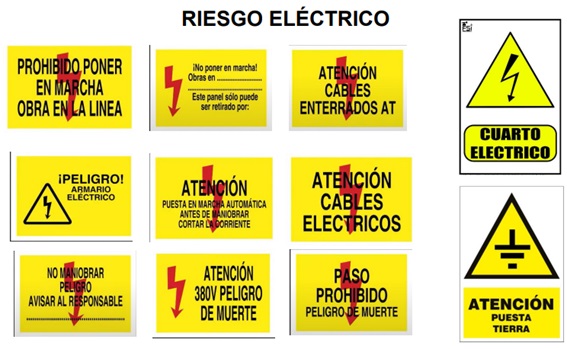 RIESGO ELÉCTRICO
PROHIBIDO PONER
EN MARCHA
OBRA EN LA LINEA
¡No poner en marcha!
Obras en
Este panel sólo puede
ser retirado por:
ATENCIÓN
CABLES
ENTERRADOS AT
¡PELIGRO!
ARMARIO
ELÉCTRICO
ATENCIÓN
PUESTA EN MARCHA AUTOMÁTICA
ANTES DE MANIOBRAR
CORTAR LA CORRIENTE
ATENCIÓN
CABLES
ELECTRICOS
NO MANIOBRAR
PELIGRO
AVISAR AL RESPONSABLE
ATENCIÓN
380V PELIGRO
DE MUERTE
PASO
PROHIBIDO
PELIGRO DE MUERTE
CUARTO
ELECTRICO
ATENCIÓN
PUESTA
TIERRA